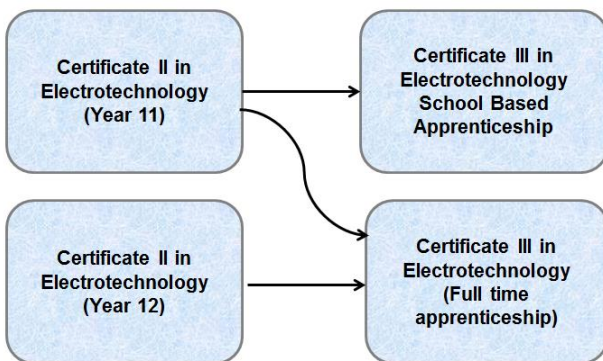 Certificate II in
Electrotechnology
(Year 11)
Certificate III in
Electrotechnology
School Based
Apprenticeship
Certificate II in
Electrotechnology
(Year 12)
Certificate III in
Electrotechnology
(Full time
apprenticeship)